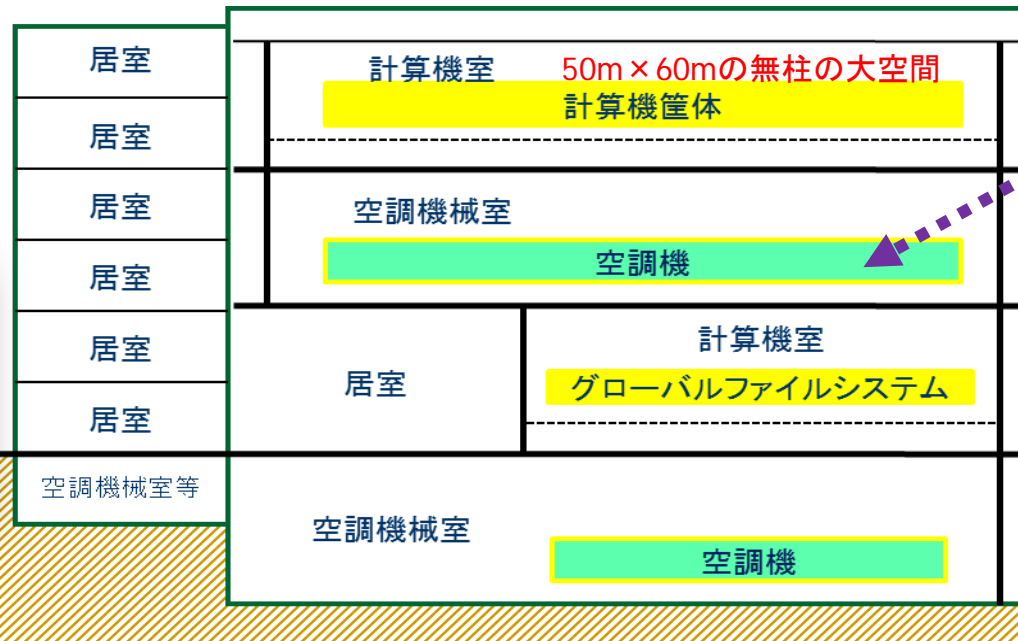 居室
居室
居室
居室
居室
居室
空調機械室等
計算機室 50m×60mの無柱の大空間
計算機筐体
空調機械室
空調機
居室
計算機室
グローバルファイルシステム
空調機械室
空調機